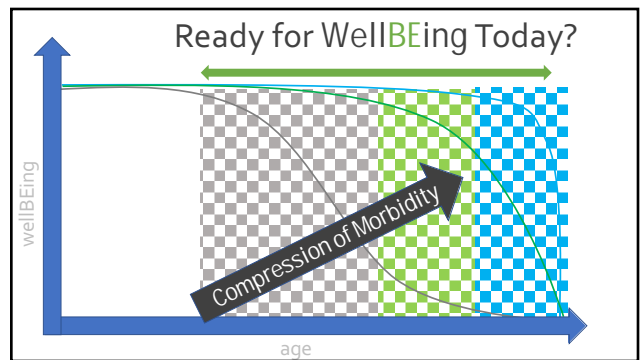 Ready for WellBEing Today?
wellBEing
Compression of Morbidity
age